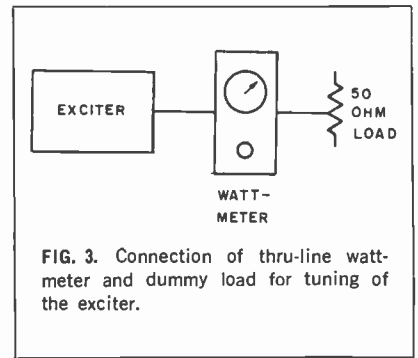 EXCITER
50
OHM
LOAD
WATT-
METER
FIG. 3. Connection of thru-line watt-
meter and dummy load for tuning of
the exciter.